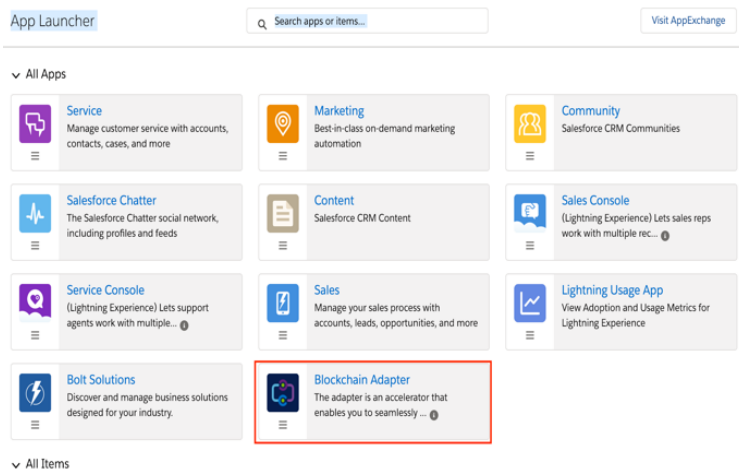 App Launcher
Search apps or items...
Visit AppExchange
All Apps
Service
Manage customer service with accounts,
contacts, cases, and more
Marketing
Best-in-class on-demand marketing
automation
Community
Salesforce CRM Communities
Salesforce Chatter
The Salesforce Chatter social network,
including profiles and feeds
Content
Salesforce CRM Content
Sales Console
(Lightning Experience) Lets sales reps
work with multiple rec...
Service Console
(Lightning Experience) Lets support
agents work with multiple...
Sales
Manage your sales process with
accounts, leads, opportunities, and more
Lightning Usage App
View Adoption and Usage Metrics for
Lightning Experience
Bolt Solutions
Discover and manage business solutions
designed for your industry.
Blockchain Adapter
The adapter is an accelerator that
enables you to seamlessly ...
All Items